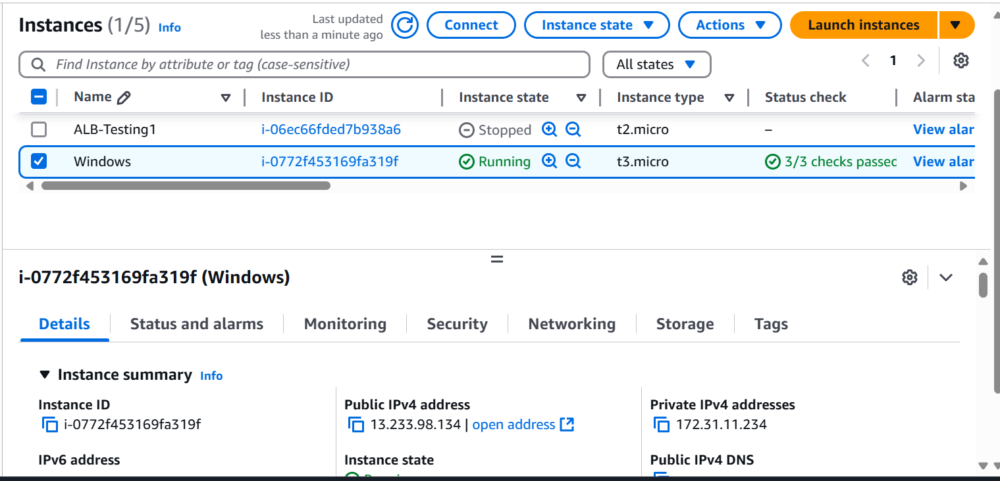 Instances (1/5) Info
Last updated
less than a minute ago
Connect
Instance state
Actions
Launch instances
Find Instance by attribute or tag (case-sensitive)
All states
1
Name
Instance ID
Instance state
Instance type
Status check
Alarm sta
ALB-Testing1
i-06ec66fded7b938a6
Stopped
t2.micro
–
View alar
Windows
i-0772f453169fa319f
Running
t3.micro
3/3 checks passed
View alar
i-0772f453169fa319f (Windows)
Details
Status and alarms
Monitoring
Security
Networking
Storage
Tags
Instance summary Info
Instance ID
i-0772f453169fa319f
Public IPv4 address
13.233.98.134 | open address
Private IPv4 addresses
172.31.11.234
IPv6 address
Instance state
Public IPv4 DNS